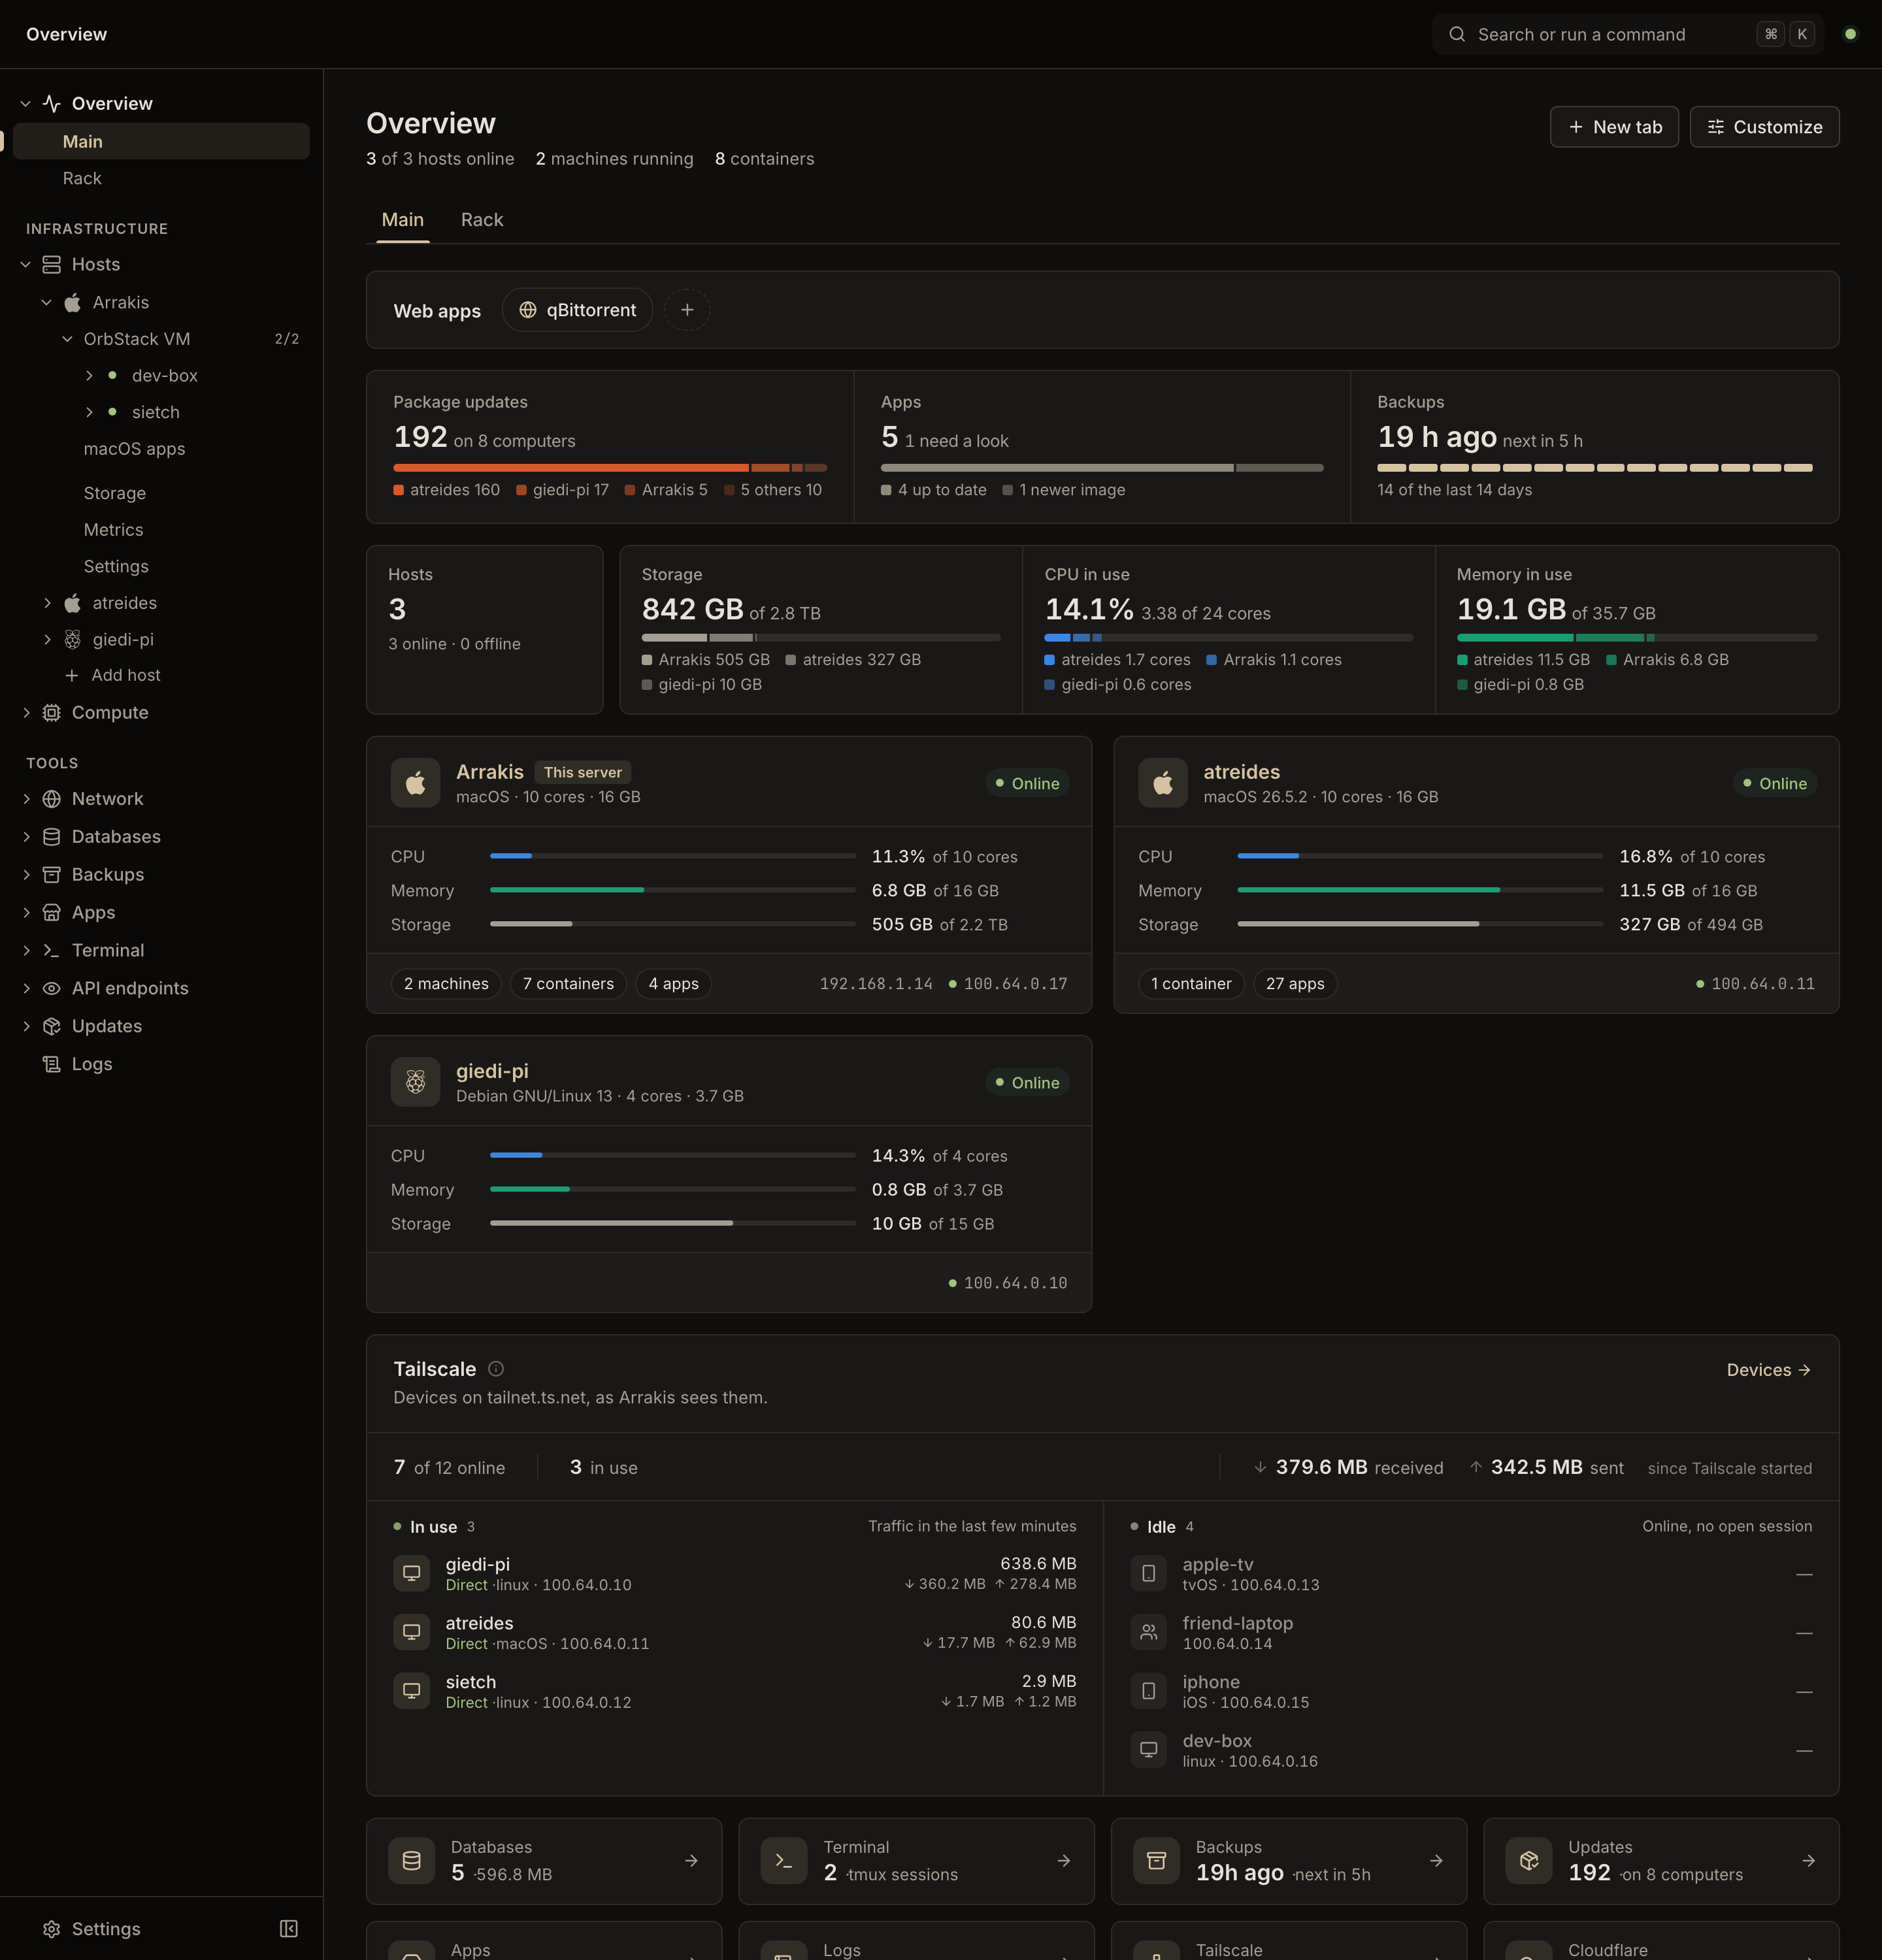 Overview
Search or run a command ⌘ K
Overview
Main
Rack
INFRASTRUCTURE
Hosts
Arrakis
OrbStack VM 2/2
dev-box
sietch
macOS apps
Storage
Metrics
Settings
atreides
giedi-pi
Add host
Compute
TOOLS
Network
Databases
Backups
Apps
Terminal
API endpoints
Updates
Logs
Settings
Overview
3 of 3 hosts online 2 machines running 8 containers
New tab
Customize
Main Rack
Web apps qBittorrent
Package updates
192 on 8 computers
atreides 160 giedi-pi 17 Arrakis 5 5 others 10
Apps
5 1 need a look
4 up to date 1 newer image
Backups
19 h ago next in 5 h
14 of the last 14 days
Hosts
3
3 online · 0 offline
Storage
842 GB of 2.8 TB
Arrakis 505 GB atreides 327 GB
giedi-pi 10 GB
CPU in use
14.1% 3.38 of 24 cores
atreides 1.7 cores Arrakis 1.1 cores
giedi-pi 0.6 cores
Memory in use
19.1 GB of 35.7 GB
atreides 11.5 GB Arrakis 6.8 GB
giedi-pi 0.8 GB
Arrakis This server
macOS · 10 cores · 16 GB
Online
CPU 11.3% of 10 cores
Memory 6.8 GB of 16 GB
Storage 505 GB of 2.2 TB
2 machines 7 containers 4 apps 192.168.1.14 100.64.0.17
atreides
macOS 26.5.2 · 10 cores · 16 GB
Online
CPU 16.8% of 10 cores
Memory 11.5 GB of 16 GB
Storage 327 GB of 494 GB
1 container 27 apps 100.64.0.11
giedi-pi
Debian GNU/Linux 13 · 4 cores · 3.7 GB
Online
CPU 14.3% of 4 cores
Memory 0.8 GB of 3.7 GB
Storage 10 GB of 15 GB
100.64.0.10
Tailscale
Devices on tailnet.ts.net, as Arrakis sees them.
Devices →
7 of 12 online 3 in use ↓ 379.6 MB received ↑ 342.5 MB sent since Tailscale started
In use 3 Traffic in the last few minutes
giedi-pi 638.6 MB
Direct ·linux · 100.64.0.10 ↓ 360.2 MB ↑ 278.4 MB
atreides 80.6 MB
Direct ·macOS · 100.64.0.11 ↓ 17.7 MB ↑ 62.9 MB
sietch 2.9 MB
Direct ·linux · 100.64.0.12 ↓ 1.7 MB ↑ 1.2 MB
Idle 4 Online, no open session
apple-tv
tvOS · 100.64.0.13 —
friend-laptop
100.64.0.14 —
iphone
iOS · 100.64.0.15 —
dev-box
linux · 100.64.0.16 —
Databases
5 ·596.8 MB
Terminal
2 ·tmux sessions
Backups
19h ago ·next in 5h
Updates
192 ·on 8 computers
Apps
Logs
Tailscale
Cloudflare